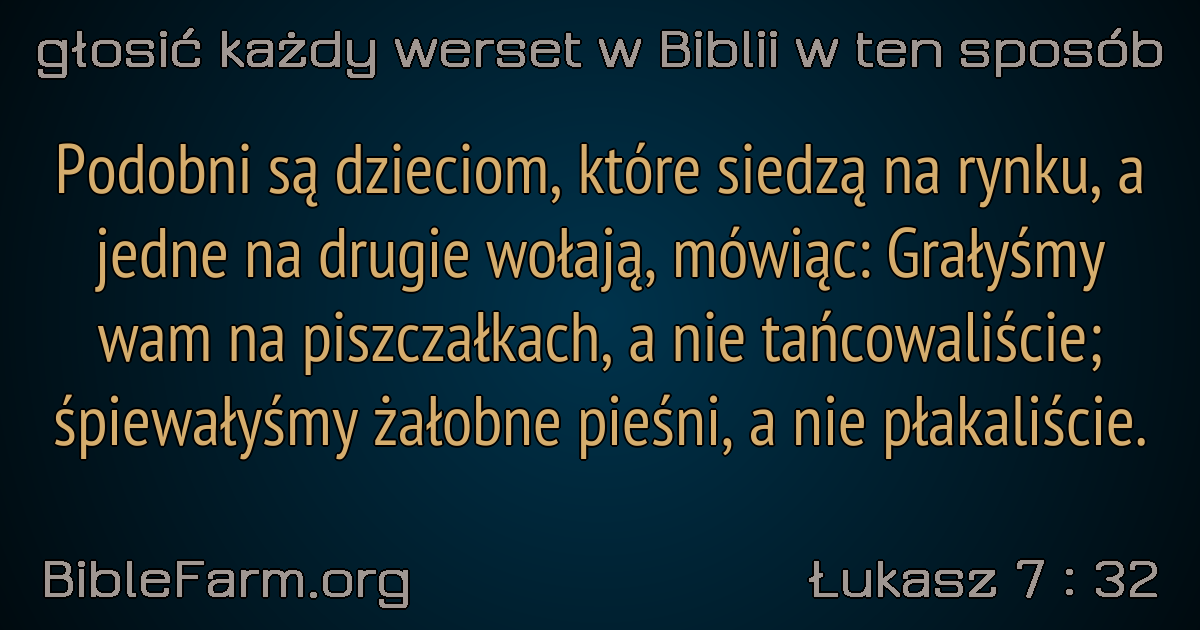 głosić każdy werset w Biblii w ten sposób
Podobni są dzieciom, które siedzą na rynku, a
jedne na drugie wołają, mówiąc: Grałyśmy
wam na piszczałkach, a nie tańcowaliście;
śpiewałyśmy żałobne pieśni, a nie płakaliście.
BibleFarm.org
Łukasz 7 : 32